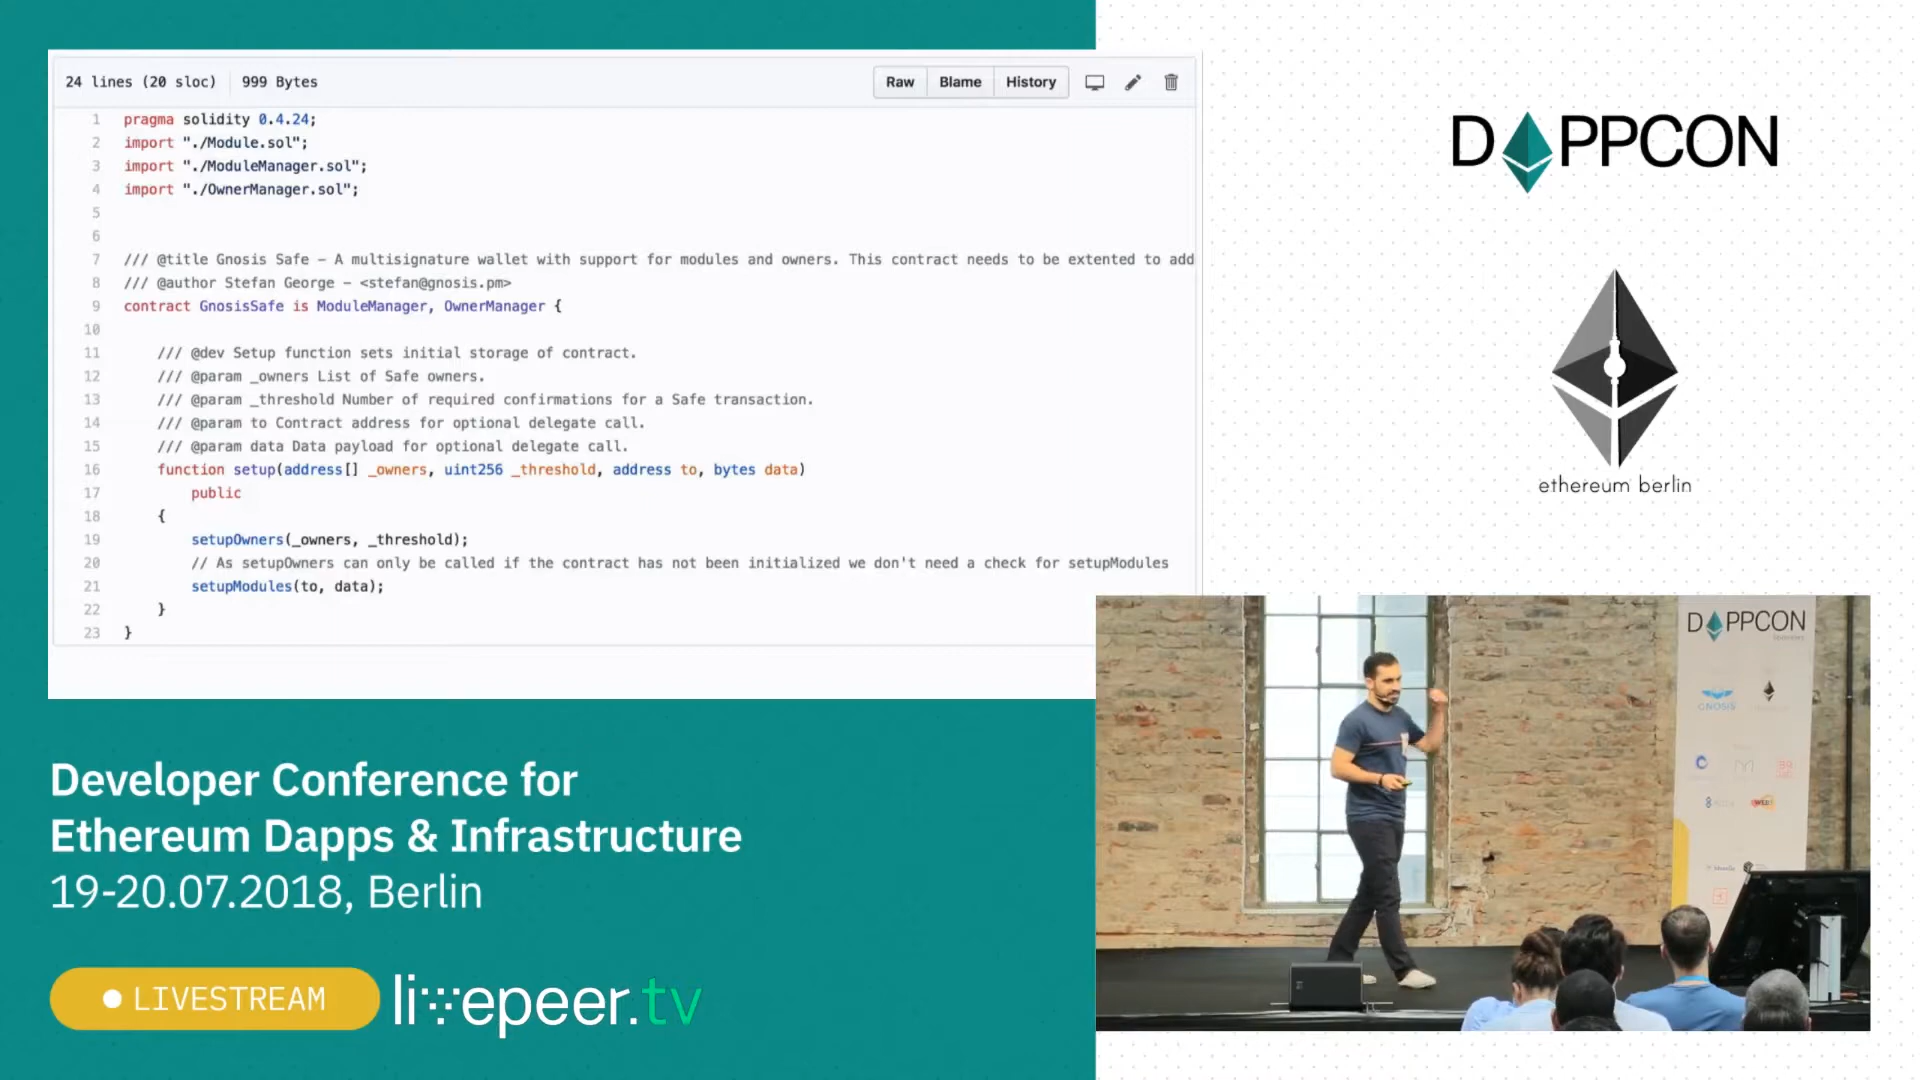 24 lines (20 sloc) 999 Bytes
Raw Blame History
1 pragma solidity 0.4.24;
2 import "./Module.sol";
3 import "./ModuleManager.sol";
4 import "./OwnerManager.sol";
5
6
7 /// @title Gnosis Safe - A multisignature wallet with support for modules and owners. This contract needs to be extented to add
8 /// @author Stefan George - <stefan@gnosis.pm>
9 contract GnosisSafe is ModuleManager, OwnerManager {
10
11 /// @dev Setup function sets initial storage of contract.
12 /// @param _owners List of Safe owners.
13 /// @param _threshold Number of required confirmations for a Safe transaction.
14 /// @param to Contract address for optional delegate call.
15 /// @param data Data payload for optional delegate call.
16 function setup(address[] _owners, uint256 _threshold, address to, bytes data)
17 public
18 {
19 setupOwners(_owners, _threshold);
20 // As setupOwners can only be called if the contract has not been initialized we don't need a check for setupModules
21 setupModules(to, data);
22 }
23 }
DAPPCON
ethereum berlin
DAPPCON
GNOSIS
Developer Conference for
Ethereum Dapps & Infrastructure
19-20.07.2018, Berlin
LIVESTREAM livepeer.tv